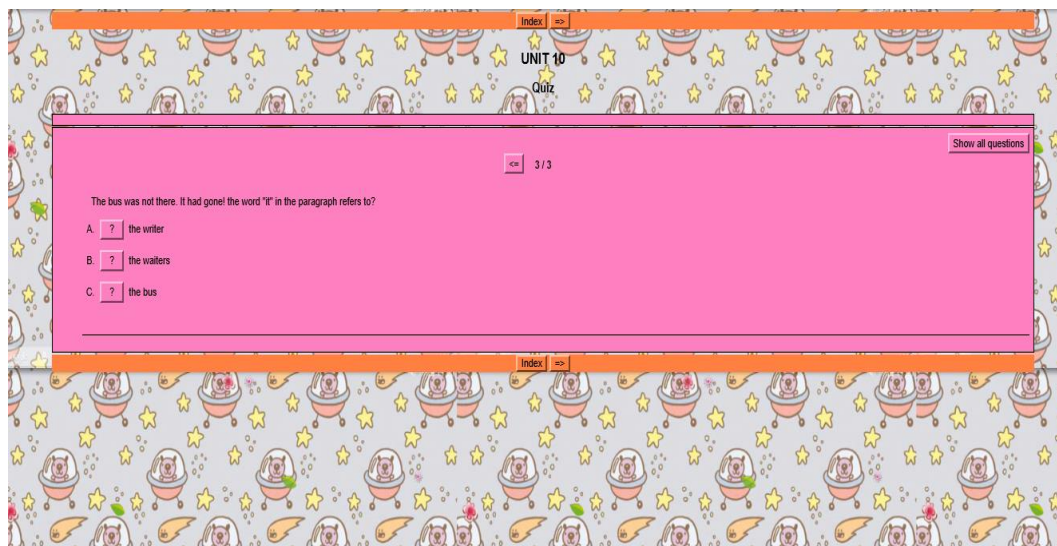 Index =>
UNIT 10
Quiz
Show all questions
<= 3 / 3
The bus was not there. It had gone! the word "it" in the paragraph refers to?
A. ? the writer
B. ? the waiters
C. ? the bus
Index =>